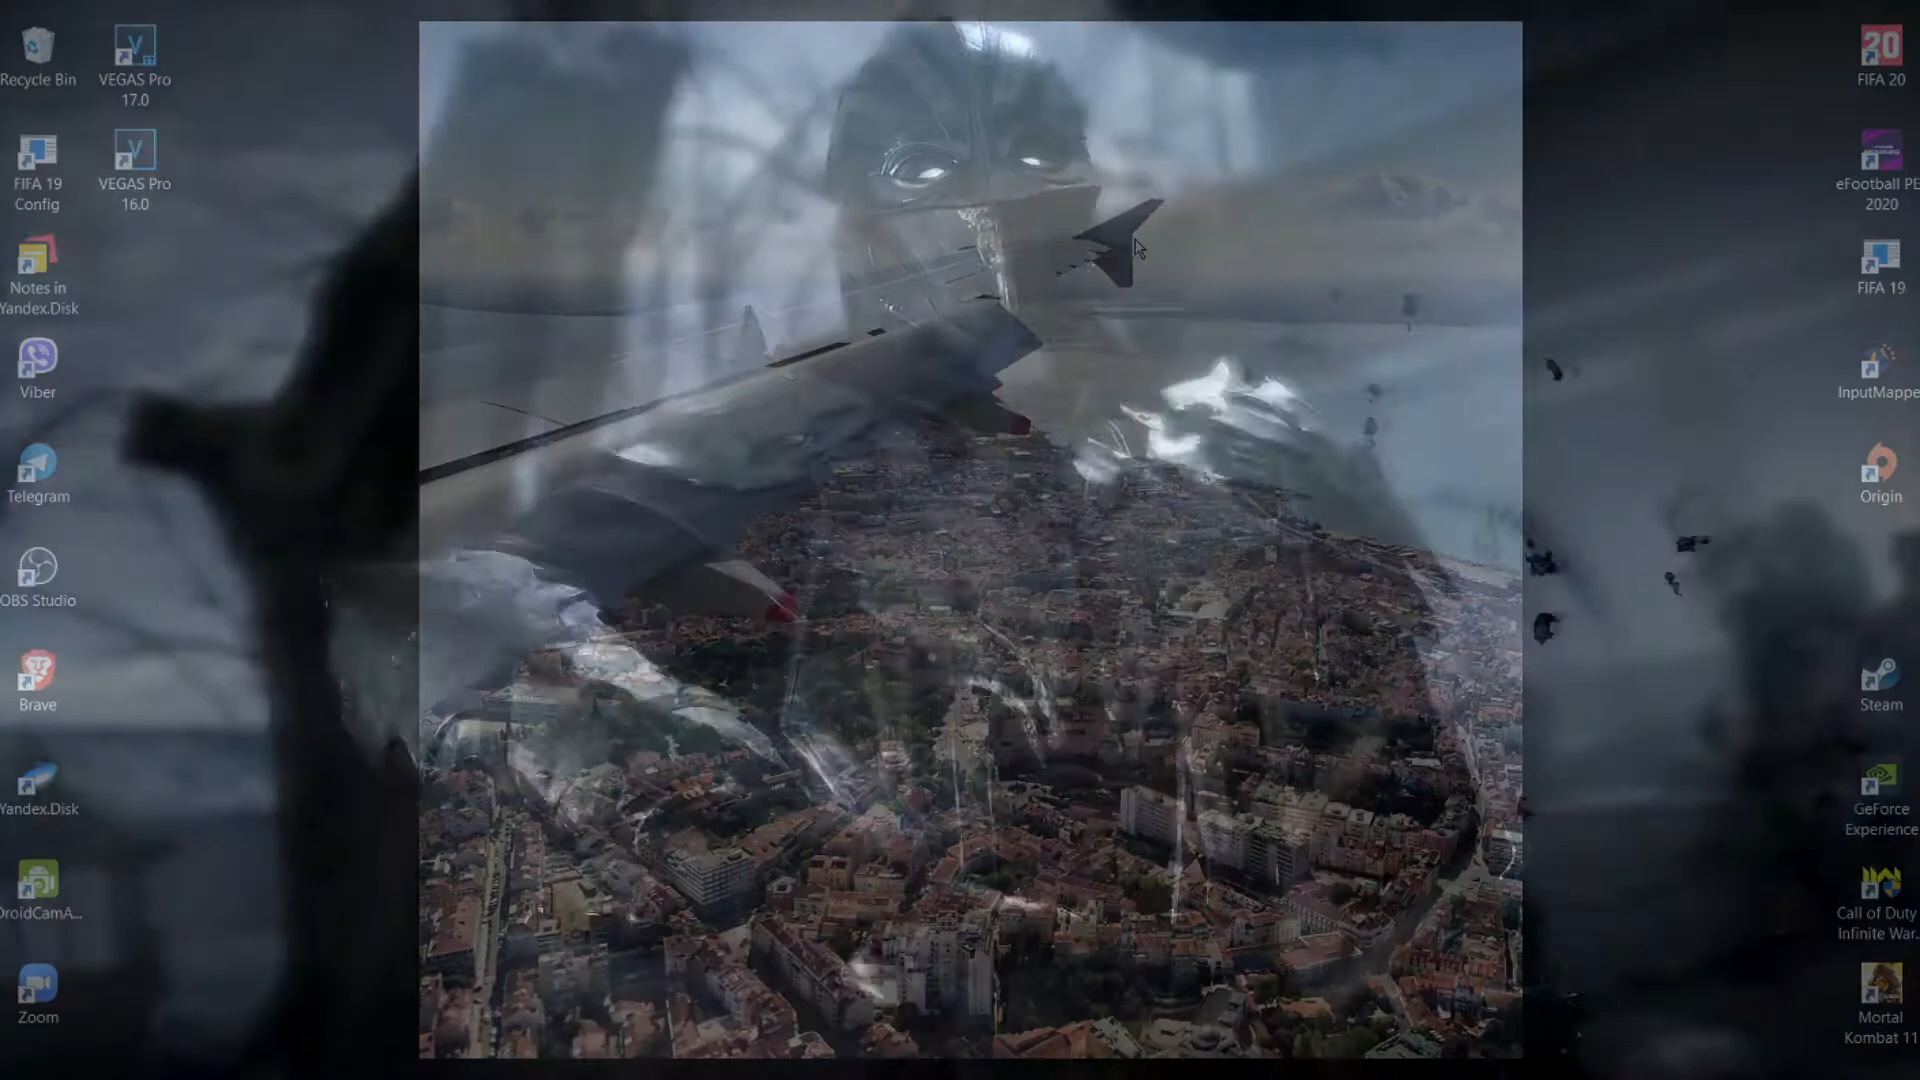 Recycle Bin
VEGAS Pro
17.0
FIFA 19
Config
VEGAS Pro
16.0
Notes in
Yandex.Disk
Viber
Telegram
OBS Studio
Brave
Yandex.Disk
DroidCamA...
Zoom
20
FIFA 20
eFootball PE
2020
FIFA 19
InputMappe
Origin
Steam
GeForce
Experience
Call of Duty
Infinite War...
Mortal
Kombat 11